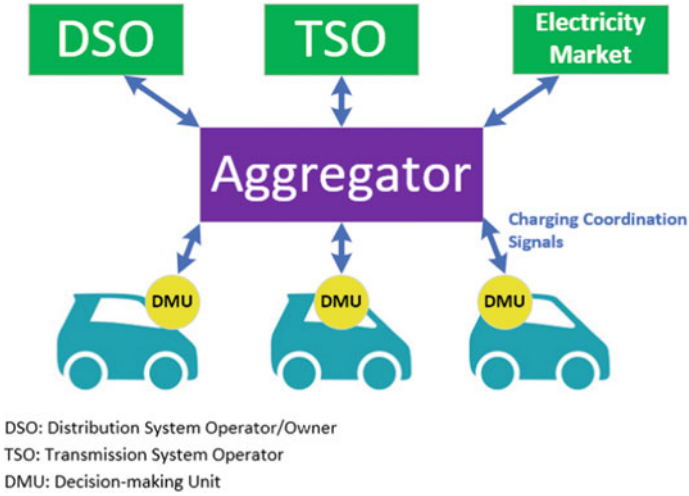 DSO
TSO
Electricity
Market
Aggregator
Charging Coordination
Signals
DMU
DMU
DMU
DSO: Distribution System Operator/Owner
TSO: Transmission System Operator
DMU: Decision-making Unit